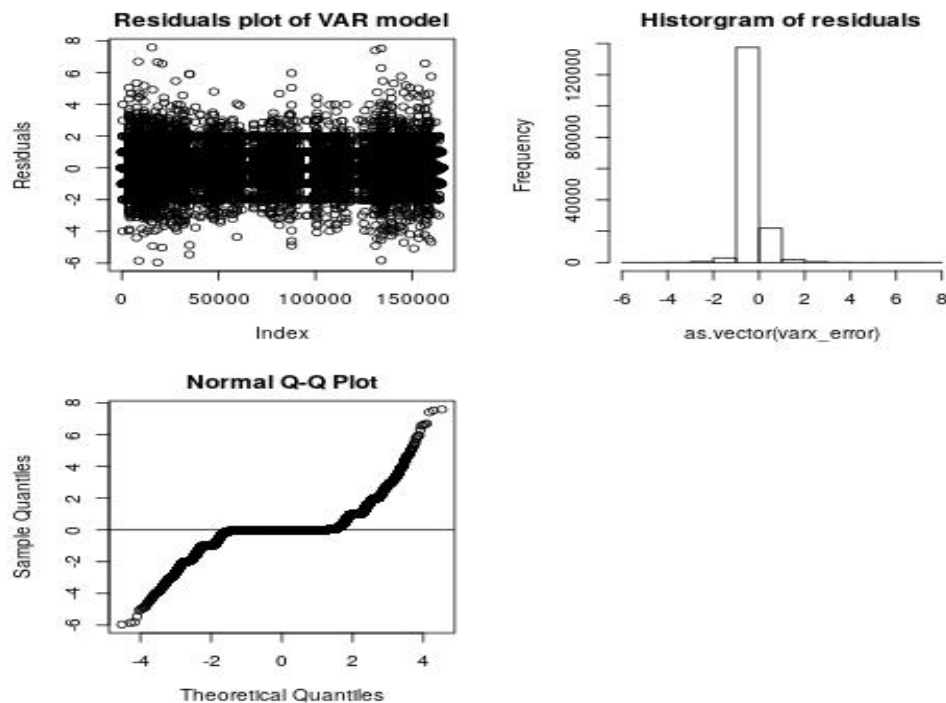 Residuals plot of VAR model
Residuals
8
6
4
2
0
-2
-4
-6
0 50000 100000 150000
Index
Historgram of residuals
Frequency
120000
80000
40000
0
-6 -4 -2 0 2 4 6 8
as.vector(varx_error)
Normal Q-Q Plot
Sample Quantiles
8
6
4
2
0
-2
-4
-6
-4 -2 0 2 4
Theoretical Quantiles